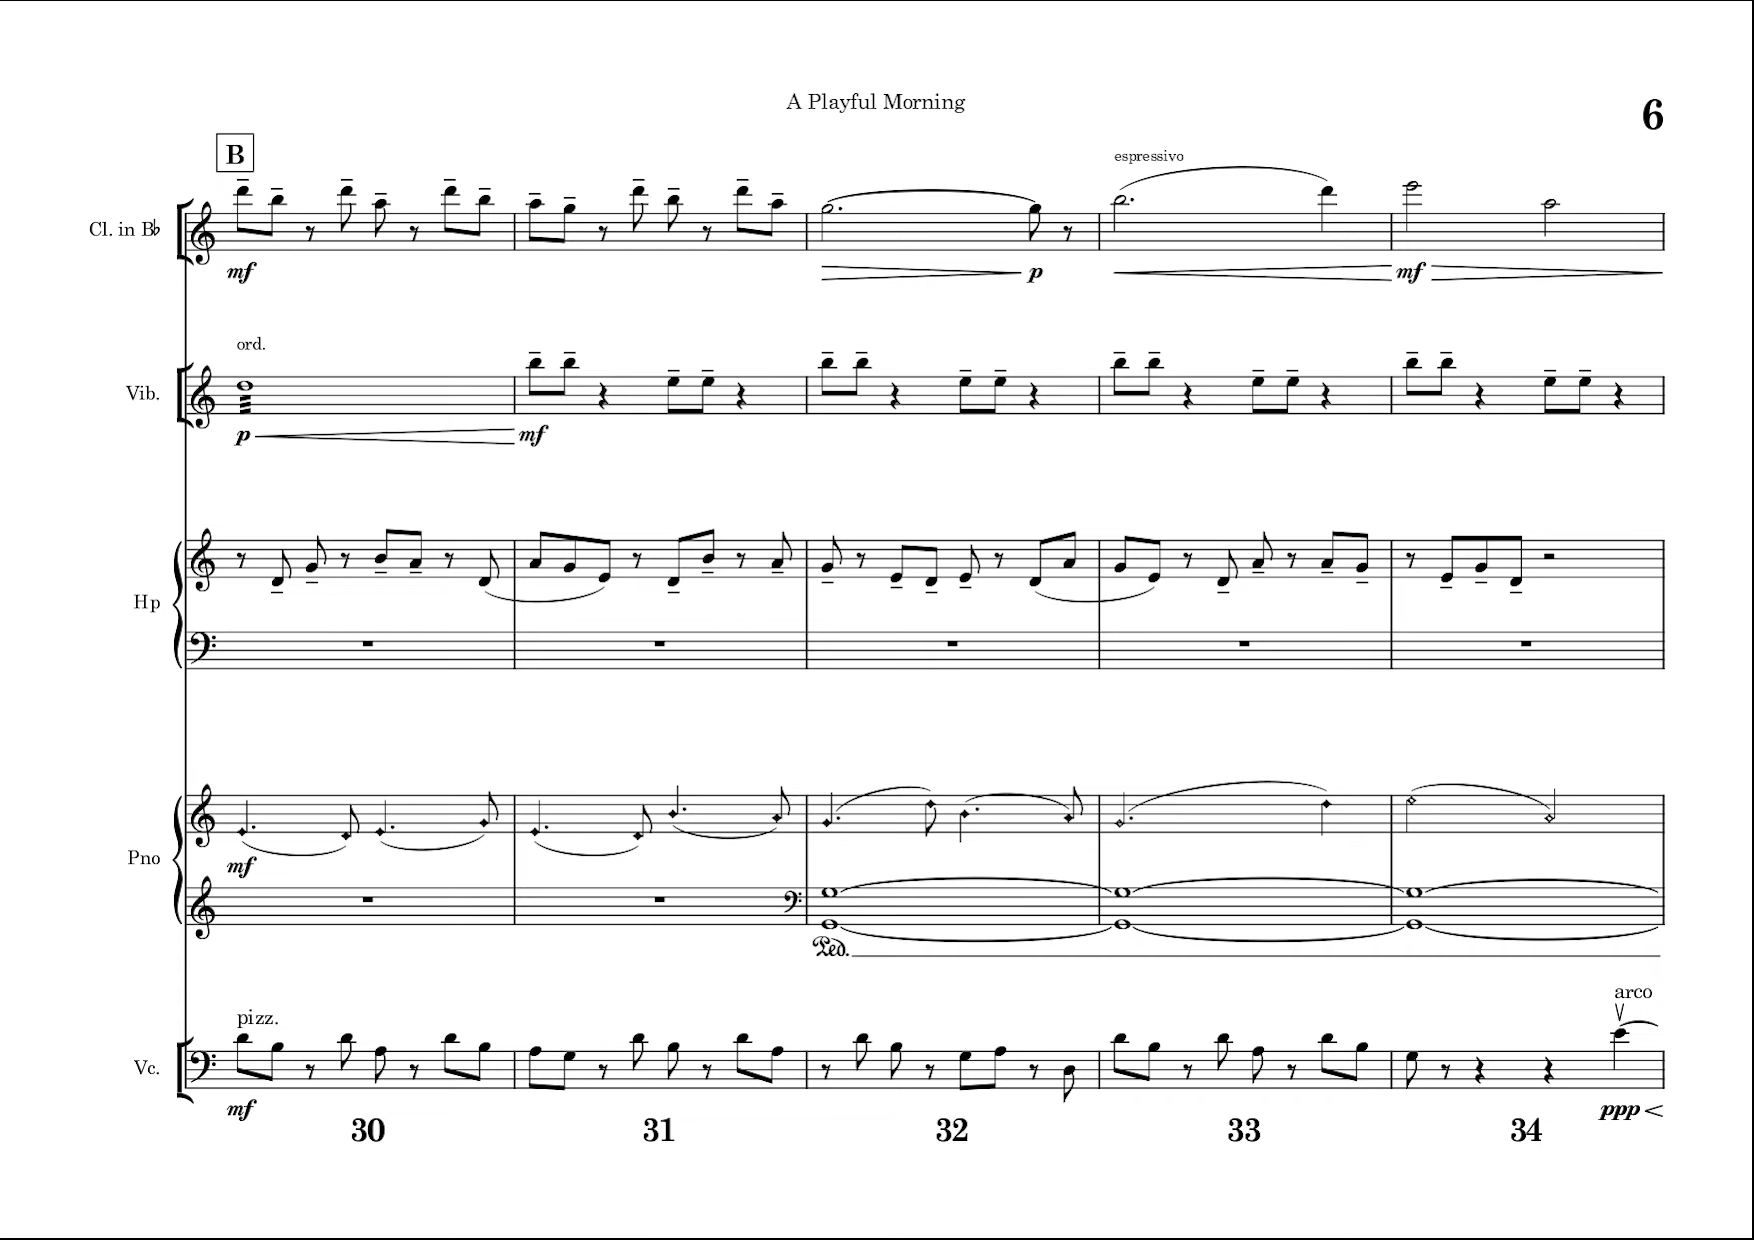 A Playful Morning
6
B
espressivo
Cl. in B♭
mf
p
mf
ord.
Vib.
p
mf
Hp
Pno
mf
Ped.
arco
pizz.
Vc.
mf
ppp
30 31 32 33 34